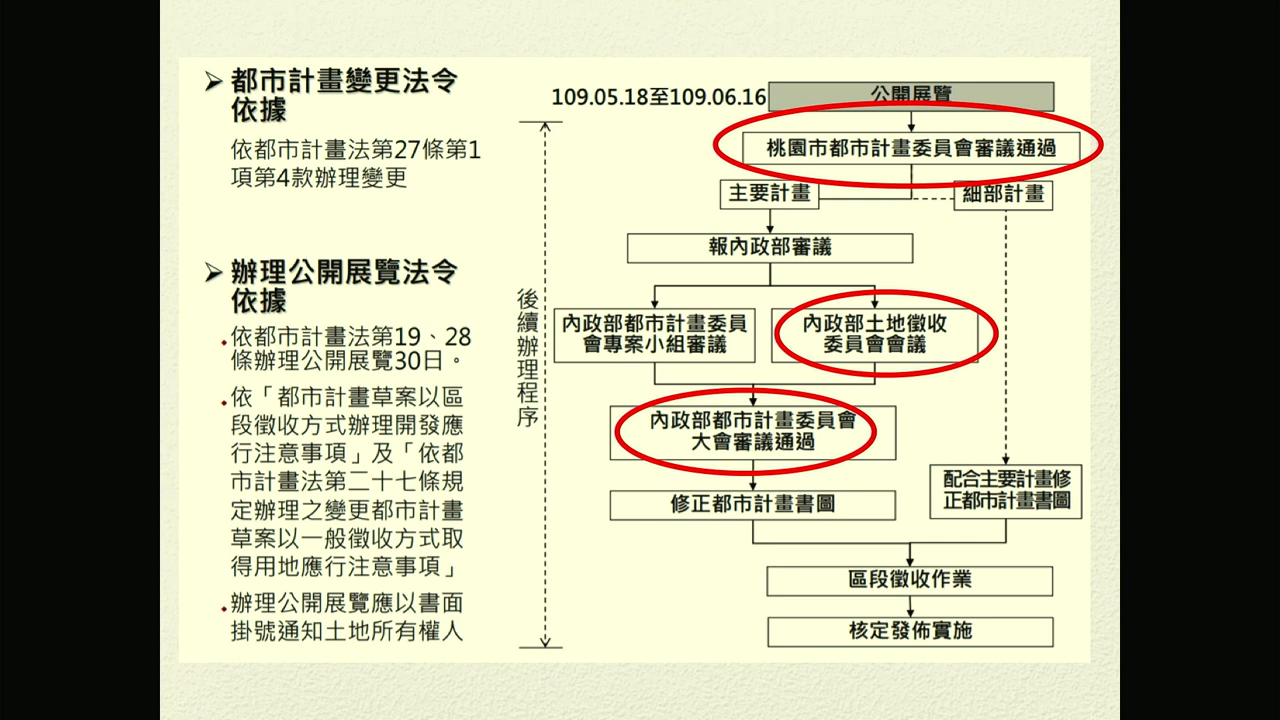 都市計畫變更法令
依據
依都市計畫法第27條第1
項第4款辦理變更
辦理公開展覽法令
依據
依都市計畫法第19、28
條辦理公開展覽30日。
依「都市計畫草案以區
段徵收方式辦理開發應
行注意事項」及「依都
市計畫法第二十七條規
定辦理之變更都市計畫
草案以一般徵收方式取
得用地應行注意事項」
辦理公開展覽應以書面
掛號通知土地所有權人
109.05.18至109.06.16
公開展覽
桃園市都市計畫委員會審議通過
主要計畫
細部計畫
報內政部審議
後續辦理程序
內政部都市計畫委員
會專案小組審議
內政部土地徵收
委員會會議
內政部都市計畫委員會
大會審議通過
修正都市計畫書圖
配合主要計畫修
正都市計畫書圖
區段徵收作業
核定發佈實施